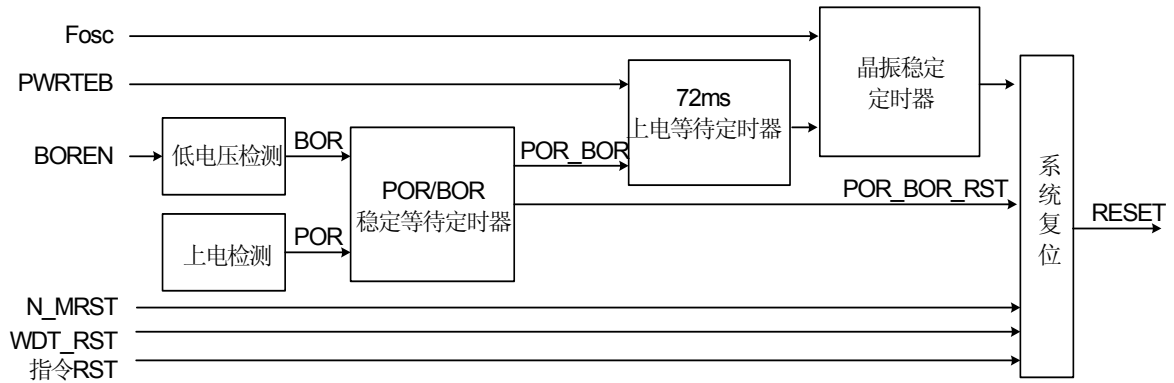 Fosc
PWRTEB
BOREN
低电压检测
BOR
上电检测
POR
POR/BOR
稳定等待定时器
POR_BOR
72ms
上电等待定时器
晶振稳定
定时器
POR_BOR_RST
系统复位
RESET
N_MRST
WDT_RST
指令RST